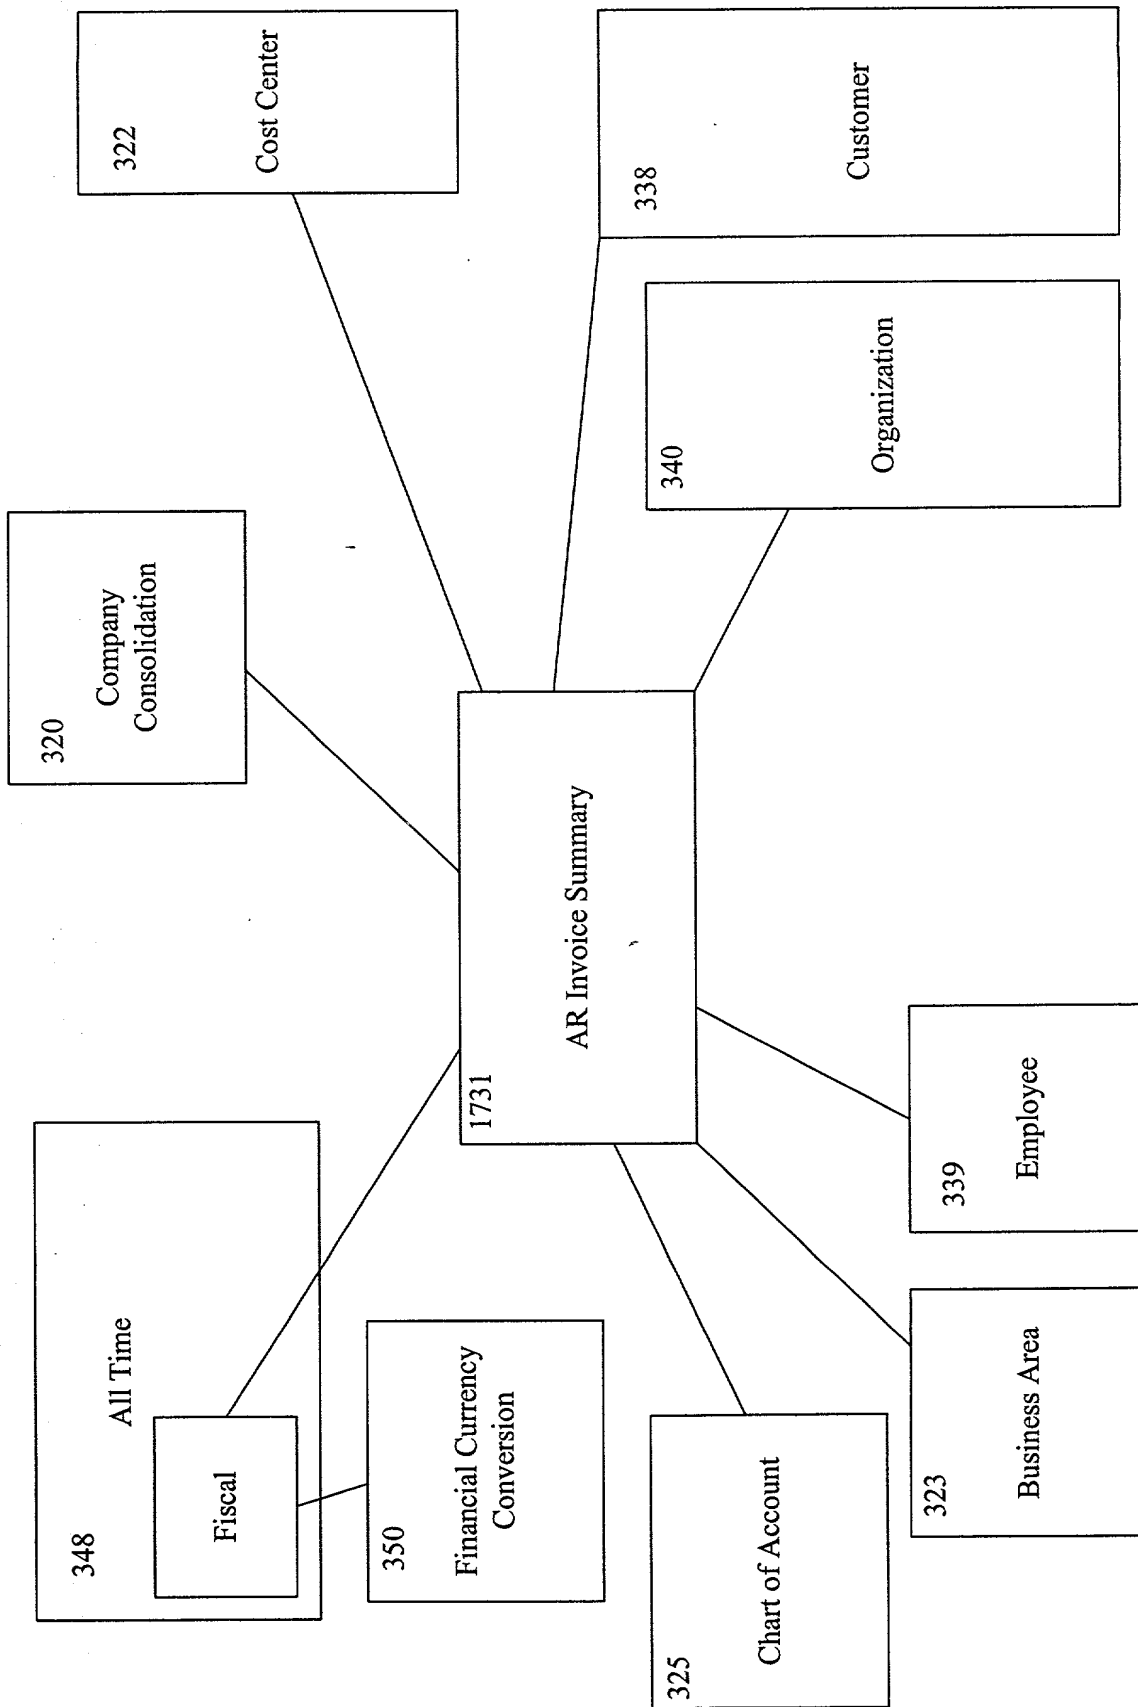 348
All Time
Fiscal
350
Financial Currency
Conversion
320
Company
Consolidation
322
Cost Center
1731
AR Invoice Summary
325
Chart of Account
323
Business Area
339
Employee
340
Organization
338
Customer